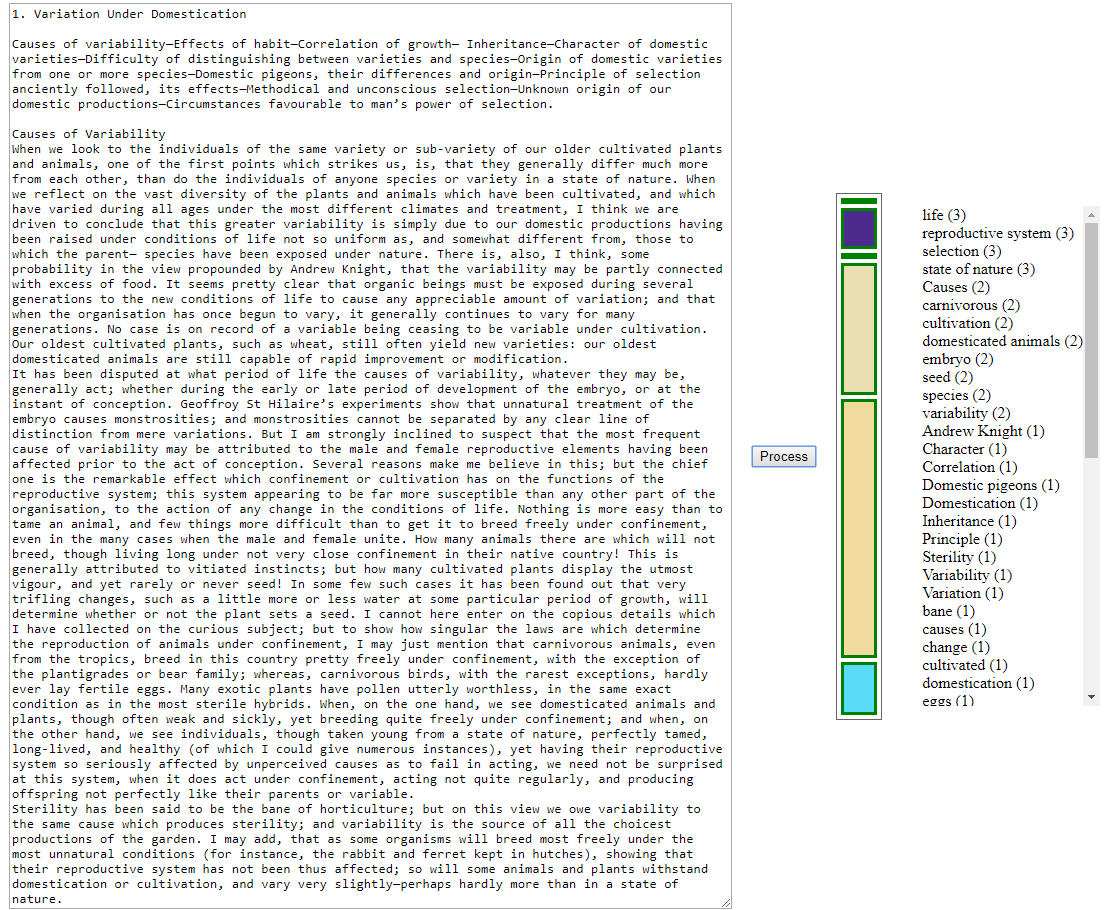 1. Variation Under Domestication
Causes of variability—Effects of habit—Correlation of growth— Inheritance—Character of domestic
varieties—Difficulty of distinguishing between varieties and species—Origin of domestic varieties
from one or more species—Domestic pigeons, their differences and origin—Principle of selection
anciently followed, its effects—Methodical and unconscious selection—Unknown origin of our
domestic productions—Circumstances favourable to man’s power of selection.
Causes of Variability
When we look to the individuals of the same variety or sub-variety of our older cultivated plants
and animals, one of the first points which strikes us, is, that they generally differ much more
from each other, than do the individuals of anyone species or variety in a state of nature. When
we reflect on the vast diversity of the plants and animals which have been cultivated, and which
have varied during all ages under the most different climates and treatment, I think we are
driven to conclude that this greater variability is simply due to our domestic productions having
been raised under conditions of life not so uniform as, and somewhat different from, those to
which the parent— species have been exposed under nature. There is, also, I think, some
probability in the view propounded by Andrew Knight, that the variability may be partly connected
with excess of food. It seems pretty clear that organic beings must be exposed during several
generations to the new conditions of life to cause any appreciable amount of variation; and that
when the organisation has once begun to vary, it generally continues to vary for many
generations. No case is on record of a variable being ceasing to be variable under cultivation.
Our oldest cultivated plants, such as wheat, still often yield new varieties: our oldest
domesticated animals are still capable of rapid improvement or modification.
It has been disputed at what period of life the causes of variability, whatever they may be,
generally act; whether during the early or late period of development of the embryo, or at the
instant of conception. Geoffroy St Hilaire’s experiments show that unnatural treatment of the
embryo causes monstrosities; and monstrosities cannot be separated by any clear line of
distinction from mere variations. But I am strongly inclined to suspect that the most frequent
cause of variability may be attributed to the male and female reproductive elements having been
affected prior to the act of conception. Several reasons make me believe in this; but the chief
one is the remarkable effect which confinement or cultivation has on the functions of the
reproductive system; this system appearing to be far more susceptible than any other part of the
organisation, to the action of any change in the conditions of life. Nothing is more easy than to
tame an animal, and few things more difficult than to get it to breed freely under confinement,
even in the many cases when the male and female unite. How many animals there are which will not
breed, though living long under not very close confinement in their native country! This is
generally attributed to vitiated instincts; but how many cultivated plants display the utmost
vigour, and yet rarely or never seed! In some few such cases it has been found out that very
trifling changes, such as a little more or less water at some particular period of growth, will
determine whether or not the plant sets a seed. I cannot here enter on the copious details which
I have collected on the curious subject; but to show how singular the laws are which determine
the reproduction of animals under confinement, I may just mention that carnivorous animals, even
from the tropics, breed in this country pretty freely under confinement, with the exception of
the plantigrades or bear family; whereas, carnivorous birds, with the rarest exceptions, hardly
ever lay fertile eggs. Many exotic plants have pollen utterly worthless, in the same exact
condition as in the most sterile hybrids. When, on the one hand, we see domesticated animals and
plants, though often weak and sickly, yet breeding quite freely under confinement; and when, on
the other hand, we see individuals, though taken young from a state of nature, perfectly tamed,
long-lived, and healthy (of which I could give numerous instances), yet having their reproductive
system so seriously affected by unperceived causes as to fail in acting, we need not be surprised
at this system, when it does act under confinement, acting not quite regularly, and producing
offspring not perfectly like their parents or variable.
Sterility has been said to be the bane of horticulture; but on this view we owe variability to
the same cause which produces sterility; and variability is the source of all the choicest
productions of the garden. I may add, that as some organisms will breed most freely under the
most unnatural conditions (for instance, the rabbit and ferret kept in hutches), showing that
their reproductive system has not been thus affected; so will some animals and plants withstand
domestication or cultivation, and vary very slightly—perhaps hardly more than in a state of
nature.
Process
life (3)
reproductive system (3)
selection (3)
state of nature (3)
Causes (2)
carnivorous (2)
cultivation (2)
domesticated animals (2)
embryo (2)
seed (2)
species (2)
variability (2)
Andrew Knight (1)
Character (1)
Correlation (1)
Domestic pigeons (1)
Domestication (1)
Inheritance (1)
Principle (1)
Sterility (1)
Variability (1)
Variation (1)
bane (1)
causes (1)
change (1)
cultivated (1)
domestication (1)
eggs (1)